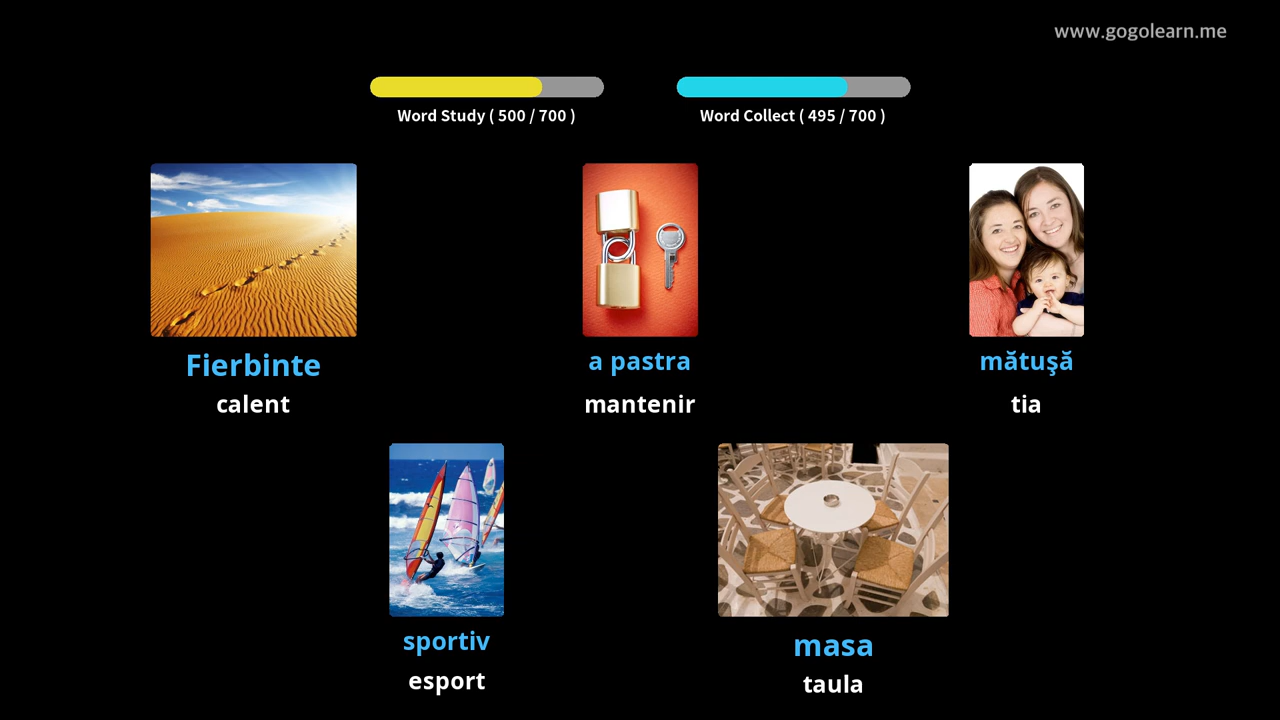 www.gogolearn.me
Word Study ( 500 / 700 )
Word Collect ( 495 / 700 )
Fierbinte
calent
a pastra
mantenir
mătuşă
tia
sportiv
esport
masa
taula